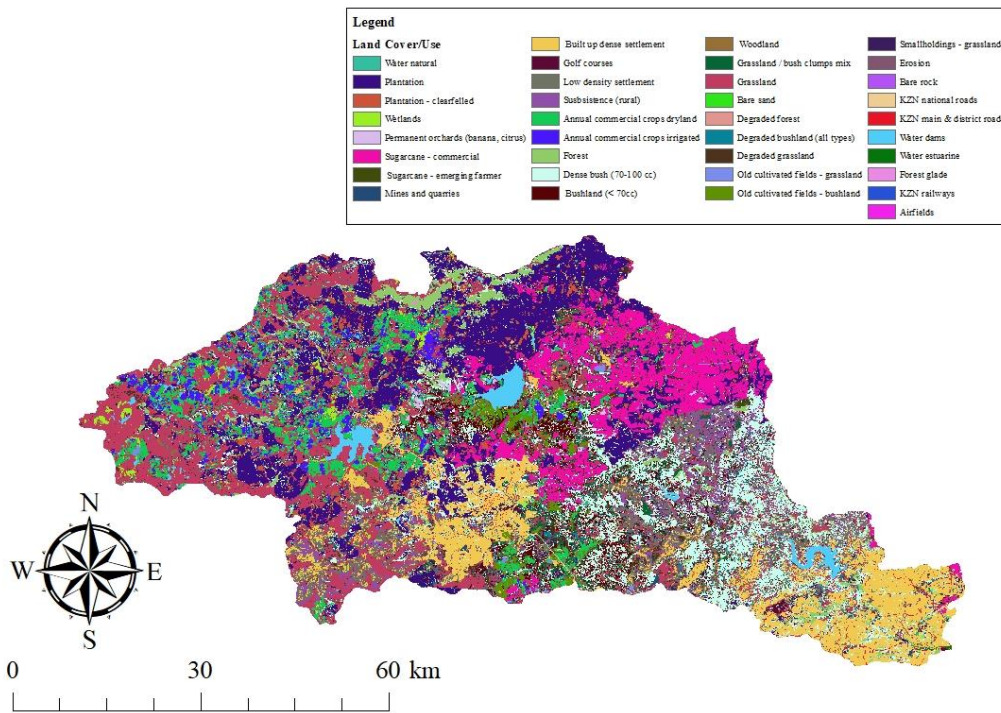 Legend
Land Cover/Use
Water natural
Plantation
Plantation - clearfelled
Wetlands
Permanent orchards (banana, citrus)
Sugarcane - commercial
Sugarcane - emerging farmer
Mines and quarries
Built up dense settlement
Golf courses
Low density settlement
Susbsistence (rural)
Annual commercial crops dryland
Annual commercial crops irrigated
Forest
Dense bush (70-100 cc)
Bushland (< 70cc)
Woodland
Grassland / bush clumps mix
Grassland
Bare sand
Degraded forest
Degraded bushland (all types)
Degraded grassland
Old cultivated fields - grassland
Old cultivated fields - bushland
Smallholdings - grassland
Erosion
Bare rock
KZN national roads
KZN main & district road
Water dams
Water estuarine
Forest glade
KZN railways
Airfields
N
W E
S
0 30 60 km